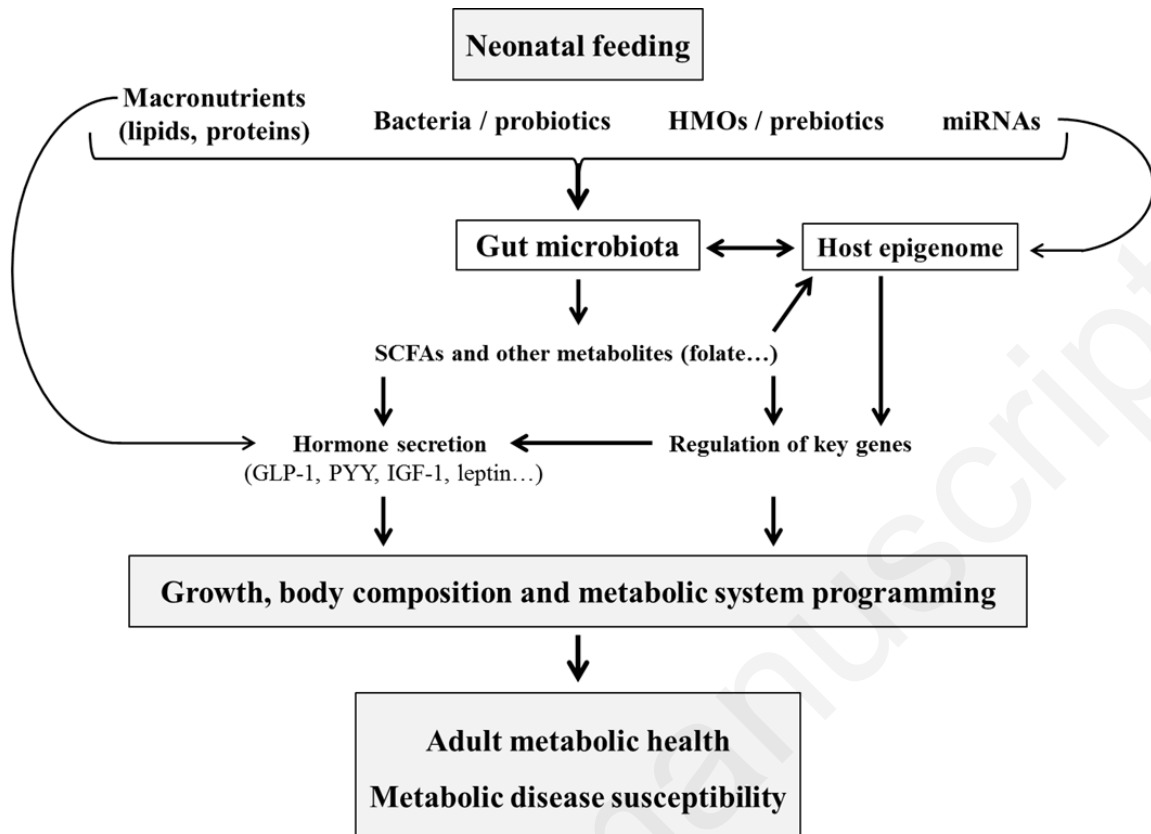 Neonatal feeding
Macronutrients
(lipids, proteins)
Bacteria / probiotics
HMOs / prebiotics
miRNAs
Gut microbiota
Host epigenome
SCFAs and other metabolites (folate…)
Hormone secretion
(GLP-1, PYY, IGF-1, leptin…)
Regulation of key genes
Growth, body composition and metabolic system programming
Adult metabolic health
Metabolic disease susceptibility
manuscript